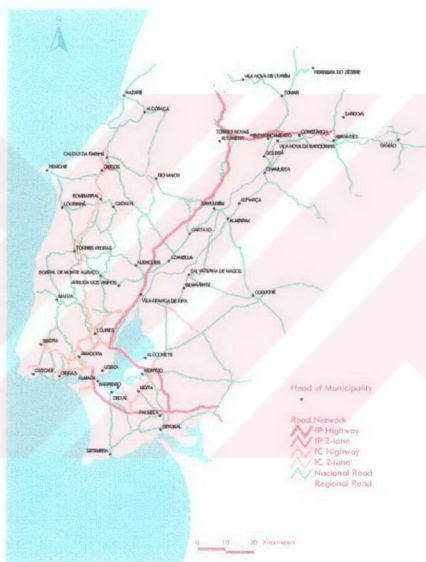 FERREIRA DO ZÊZERE
VILA NOVA DE OURÉM
TOMAR
NAZARÉ
ALCOBAÇA
SARDOAL
TORRES NOVAS
ENTRONCAMENTO
CONSTÂNCIA
ABRANTES
ALCANENA
VILA NOVA DA BARQUINHA
GAVIÃO
GOLEGÃ
CALDAS DA RAINHA
CHAMUSCA
PENICHE
ÓBIDOS
RIO MAIOR
BOMBARRAL
ALPIARÇA
LOURINHÃ
CADAVAL
SANTARÉM
ALMEIRIM
CARTAXO
TORRES VEDRAS
ALENQUER
AZAMBUJA
SOBRAL DE MONTE AGRAÇO
SALVATERRA DE MAGOS
ARRUDA DOS VINHOS
BENAVENTE
MAFRA
VILA FRANCA DE XIRA
CORUCHE
LOURES
SINTRA
AMADORA
ALCOCHETE
CASCAIS
OEIRAS
LISBOA
MONTIJO
ALMADA
BARREIRO
MOITA
SEIXAL
PALMELA
SETÚBAL
SESIMBRA
Head of Municipality
Road Network
IP Highway
IP 2-lane
IC Highway
IC 2-lane
Nacional Road
Regional Road
0 10 20 Kilometers